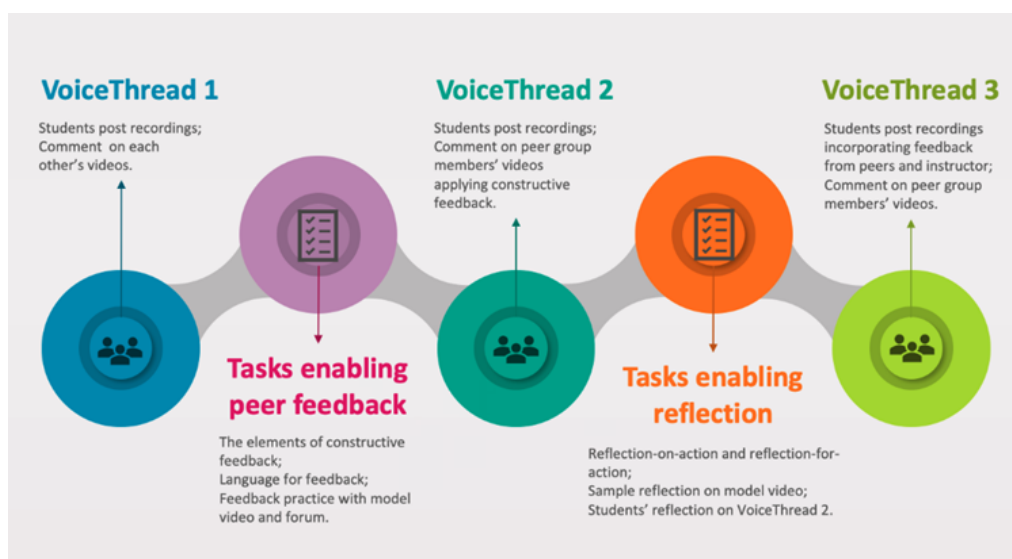 VoiceThread 1
Students post recordings;
Comment on each
other's videos.
VoiceThread 2
Students post recordings;
Comment on peer group
members' videos
applying constructive
feedback.
VoiceThread 3
Students post recordings
incorporating feedback
from peers and instructor;
Comment on peer group
members' videos.
Tasks enabling
peer feedback
The elements of constructive
feedback;
Language for feedback;
Feedback practice with model
video and forum.
Tasks enabling
reflection
Reflection-on-action and reflection-for-
action;
Sample reflection on model video;
Students' reflection on VoiceThread 2.